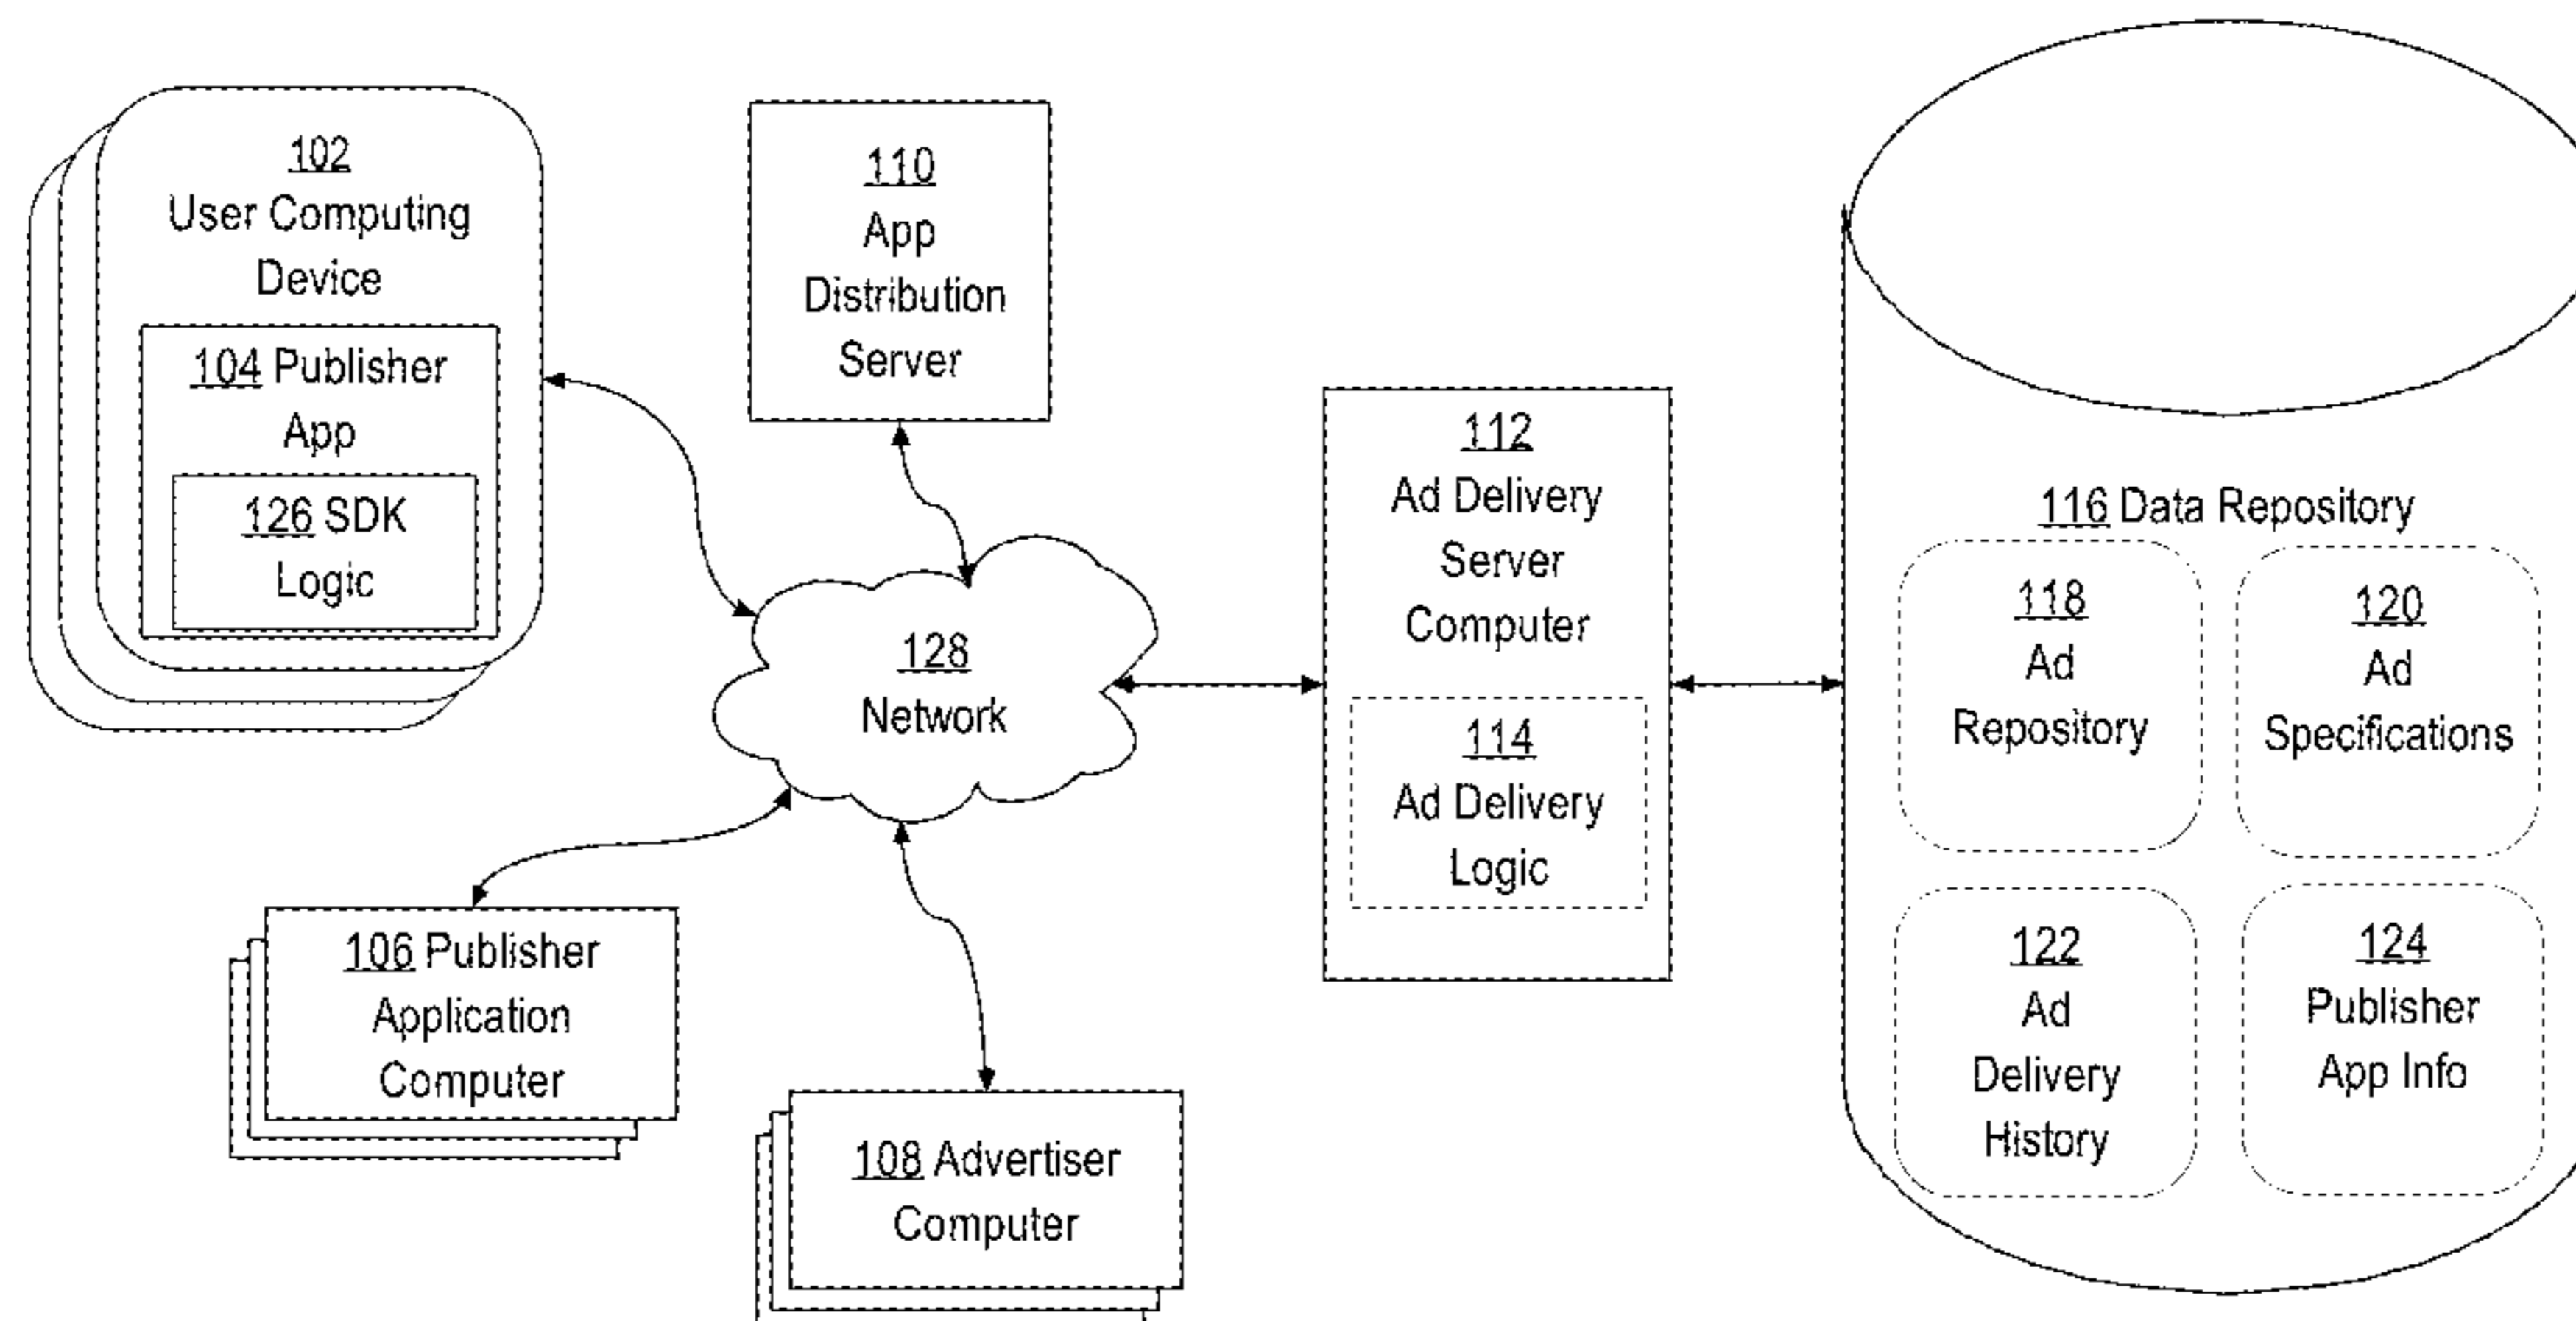 102
User Computing
Device
104 Publisher
App
126 SDK
Logic
110
App
Distribution
Server
128
Network
106 Publisher
Application
Computer
108 Advertiser
Computer
112
Ad Delivery
Server
Computer
114
Ad Delivery
Logic
116 Data Repository
118
Ad
Repository
120
Ad
Specifications
122
Ad
Delivery
History
124
Publisher
App Info